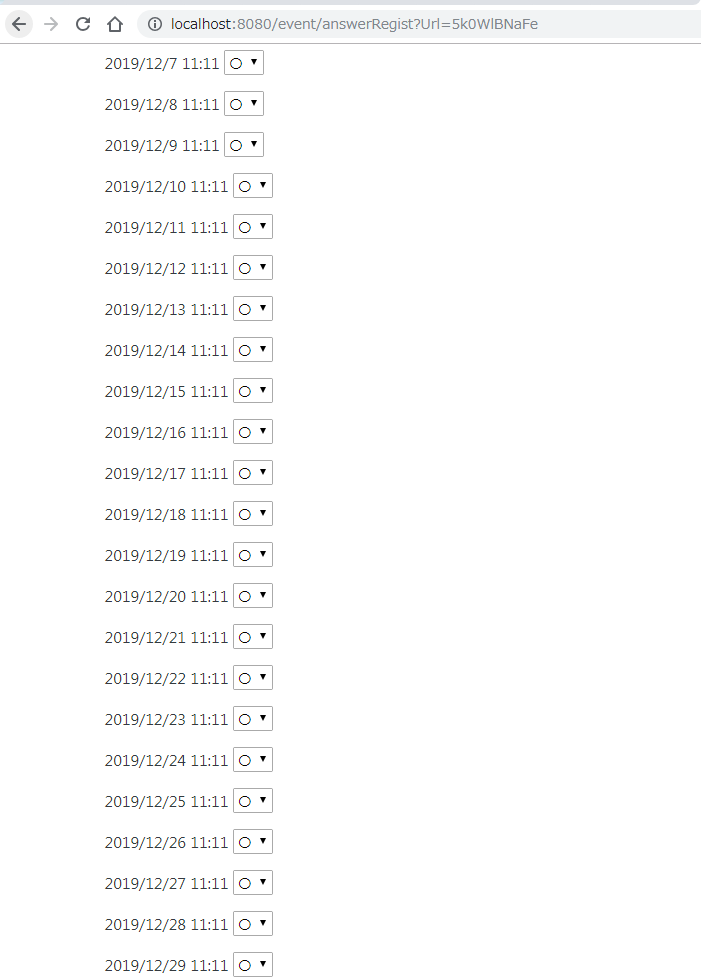 localhost:8080/event/answerRegist?Url=5k0WlBNaFe
2019/12/7 11:11 ○
2019/12/8 11:11 ○
2019/12/9 11:11 ○
2019/12/10 11:11 ○
2019/12/11 11:11 ○
2019/12/12 11:11 ○
2019/12/13 11:11 ○
2019/12/14 11:11 ○
2019/12/15 11:11 ○
2019/12/16 11:11 ○
2019/12/17 11:11 ○
2019/12/18 11:11 ○
2019/12/19 11:11 ○
2019/12/20 11:11 ○
2019/12/21 11:11 ○
2019/12/22 11:11 ○
2019/12/23 11:11 ○
2019/12/24 11:11 ○
2019/12/25 11:11 ○
2019/12/26 11:11 ○
2019/12/27 11:11 ○
2019/12/28 11:11 ○
2019/12/29 11:11 ○